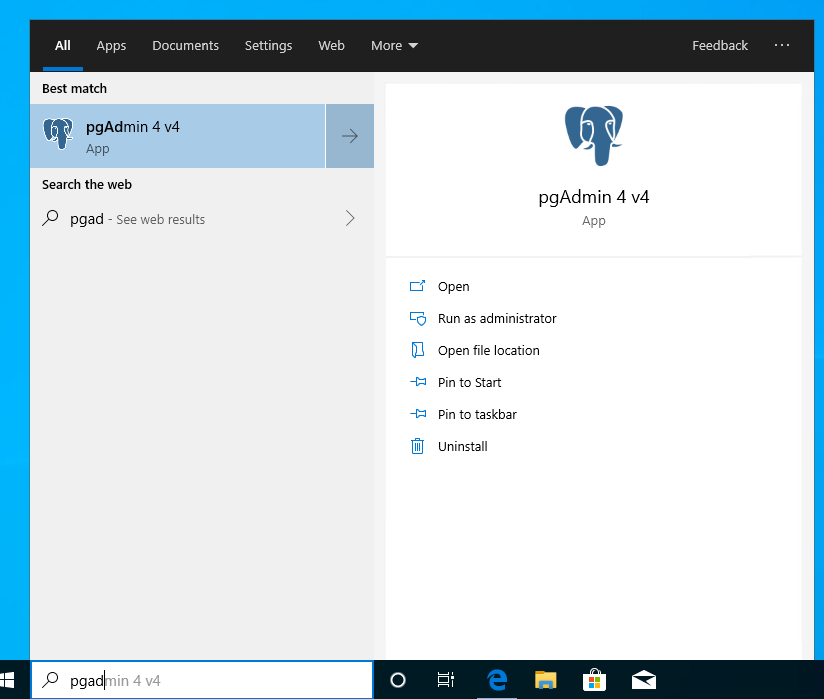 All Apps Documents Settings Web More Feedback ...
Best match
pgAdmin 4 v4
App
Search the web
pgad - See web results
pgAdmin 4 v4
App
Open
Run as administrator
Open file location
Pin to Start
Pin to taskbar
Uninstall
pgadmin 4 v4